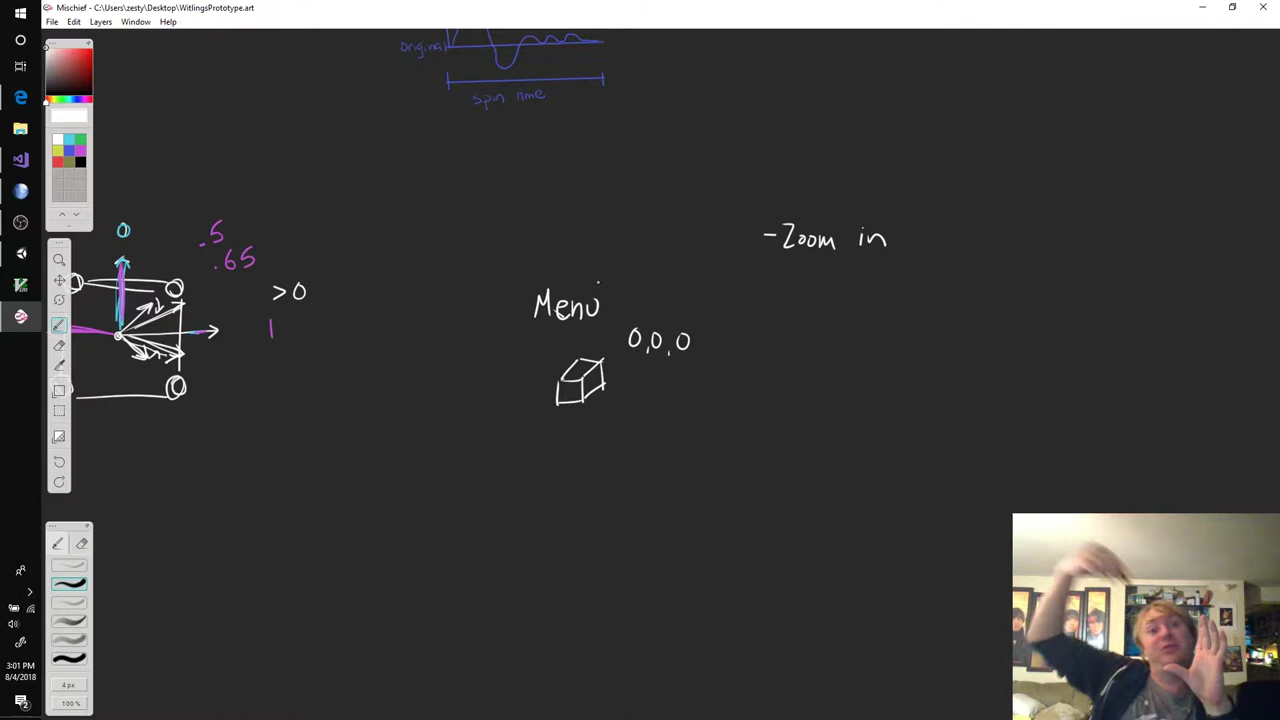 Mischief - C:\Users\zesty\Desktop\WitlingsPrototype.art
File Edit Layers Window Help
original
spin time
0
.5
.65
>0
1
-Zoom in
Menu
0,0,0
4 px
100 %
3:01 PM
8/4/2018
2